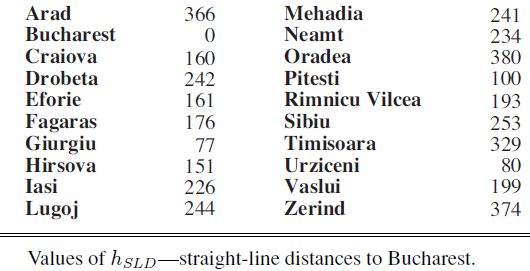 Arad 366 Mehadia 241
Bucharest 0 Neamt 234
Craiova 160 Oradea 380
Drobeta 242 Pitesti 100
Eforie 161 Rimnicu Vilcea 193
Fagaras 176 Sibiu 253
Giurgiu 77 Timisoara 329
Hirsova 151 Urziceni 80
Iasi 226 Vaslui 199
Lugoj 244 Zerind 374
Values of hSLD—straight-line distances to Bucharest.